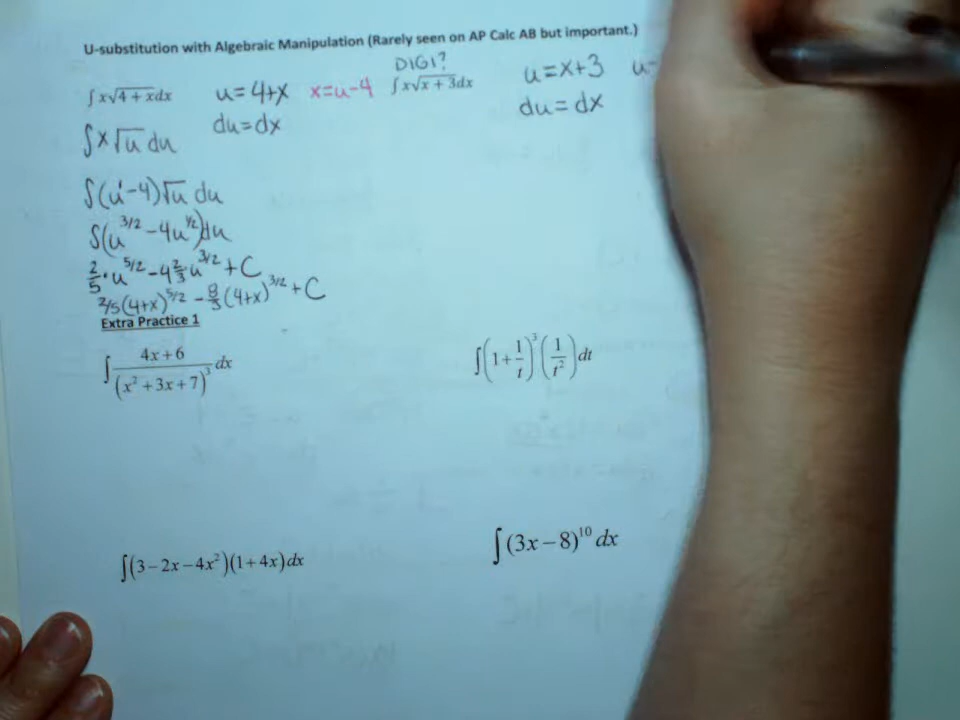 U-substitution with Algebraic Manipulation (Rarely seen on AP Calc AB but important.)
DIGI?
∫x√(4 + x)dx u=4+x x=u-4 ∫x√(x + 3)dx u=x+3 u-
du=dx du=dx
∫x√u du
∫(u¹-4)√u du
∫(u^3/2 -4u^½)du
2/5·u^5/2 -4·2/3u^3/2 +C
2/5(4+x)^5/2 - 8/3(4+x)^3/2 +C
Extra Practice 1
∫(4x+6)/(x²+3x+7)³ dx ∫(1+1/t)³(1/t²)dt
∫(3-2x-4x²)(1+4x)dx ∫(3x-8)¹⁰ dx